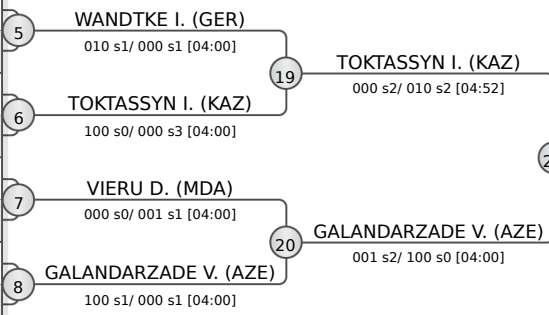 5
WANDTKE I. (GER)
010 s1/ 000 s1 [04:00]
19
TOKTASSYN I. (KAZ)
000 s2/ 010 s2 [04:52]
6
TOKTASSYN I. (KAZ)
100 s0/ 000 s3 [04:00]
7
VIERU D. (MDA)
000 s0/ 001 s1 [04:00]
20
GALANDARZADE V. (AZE)
001 s2/ 100 s0 [04:00]
8
GALANDARZADE V. (AZE)
100 s1/ 000 s1 [04:00]